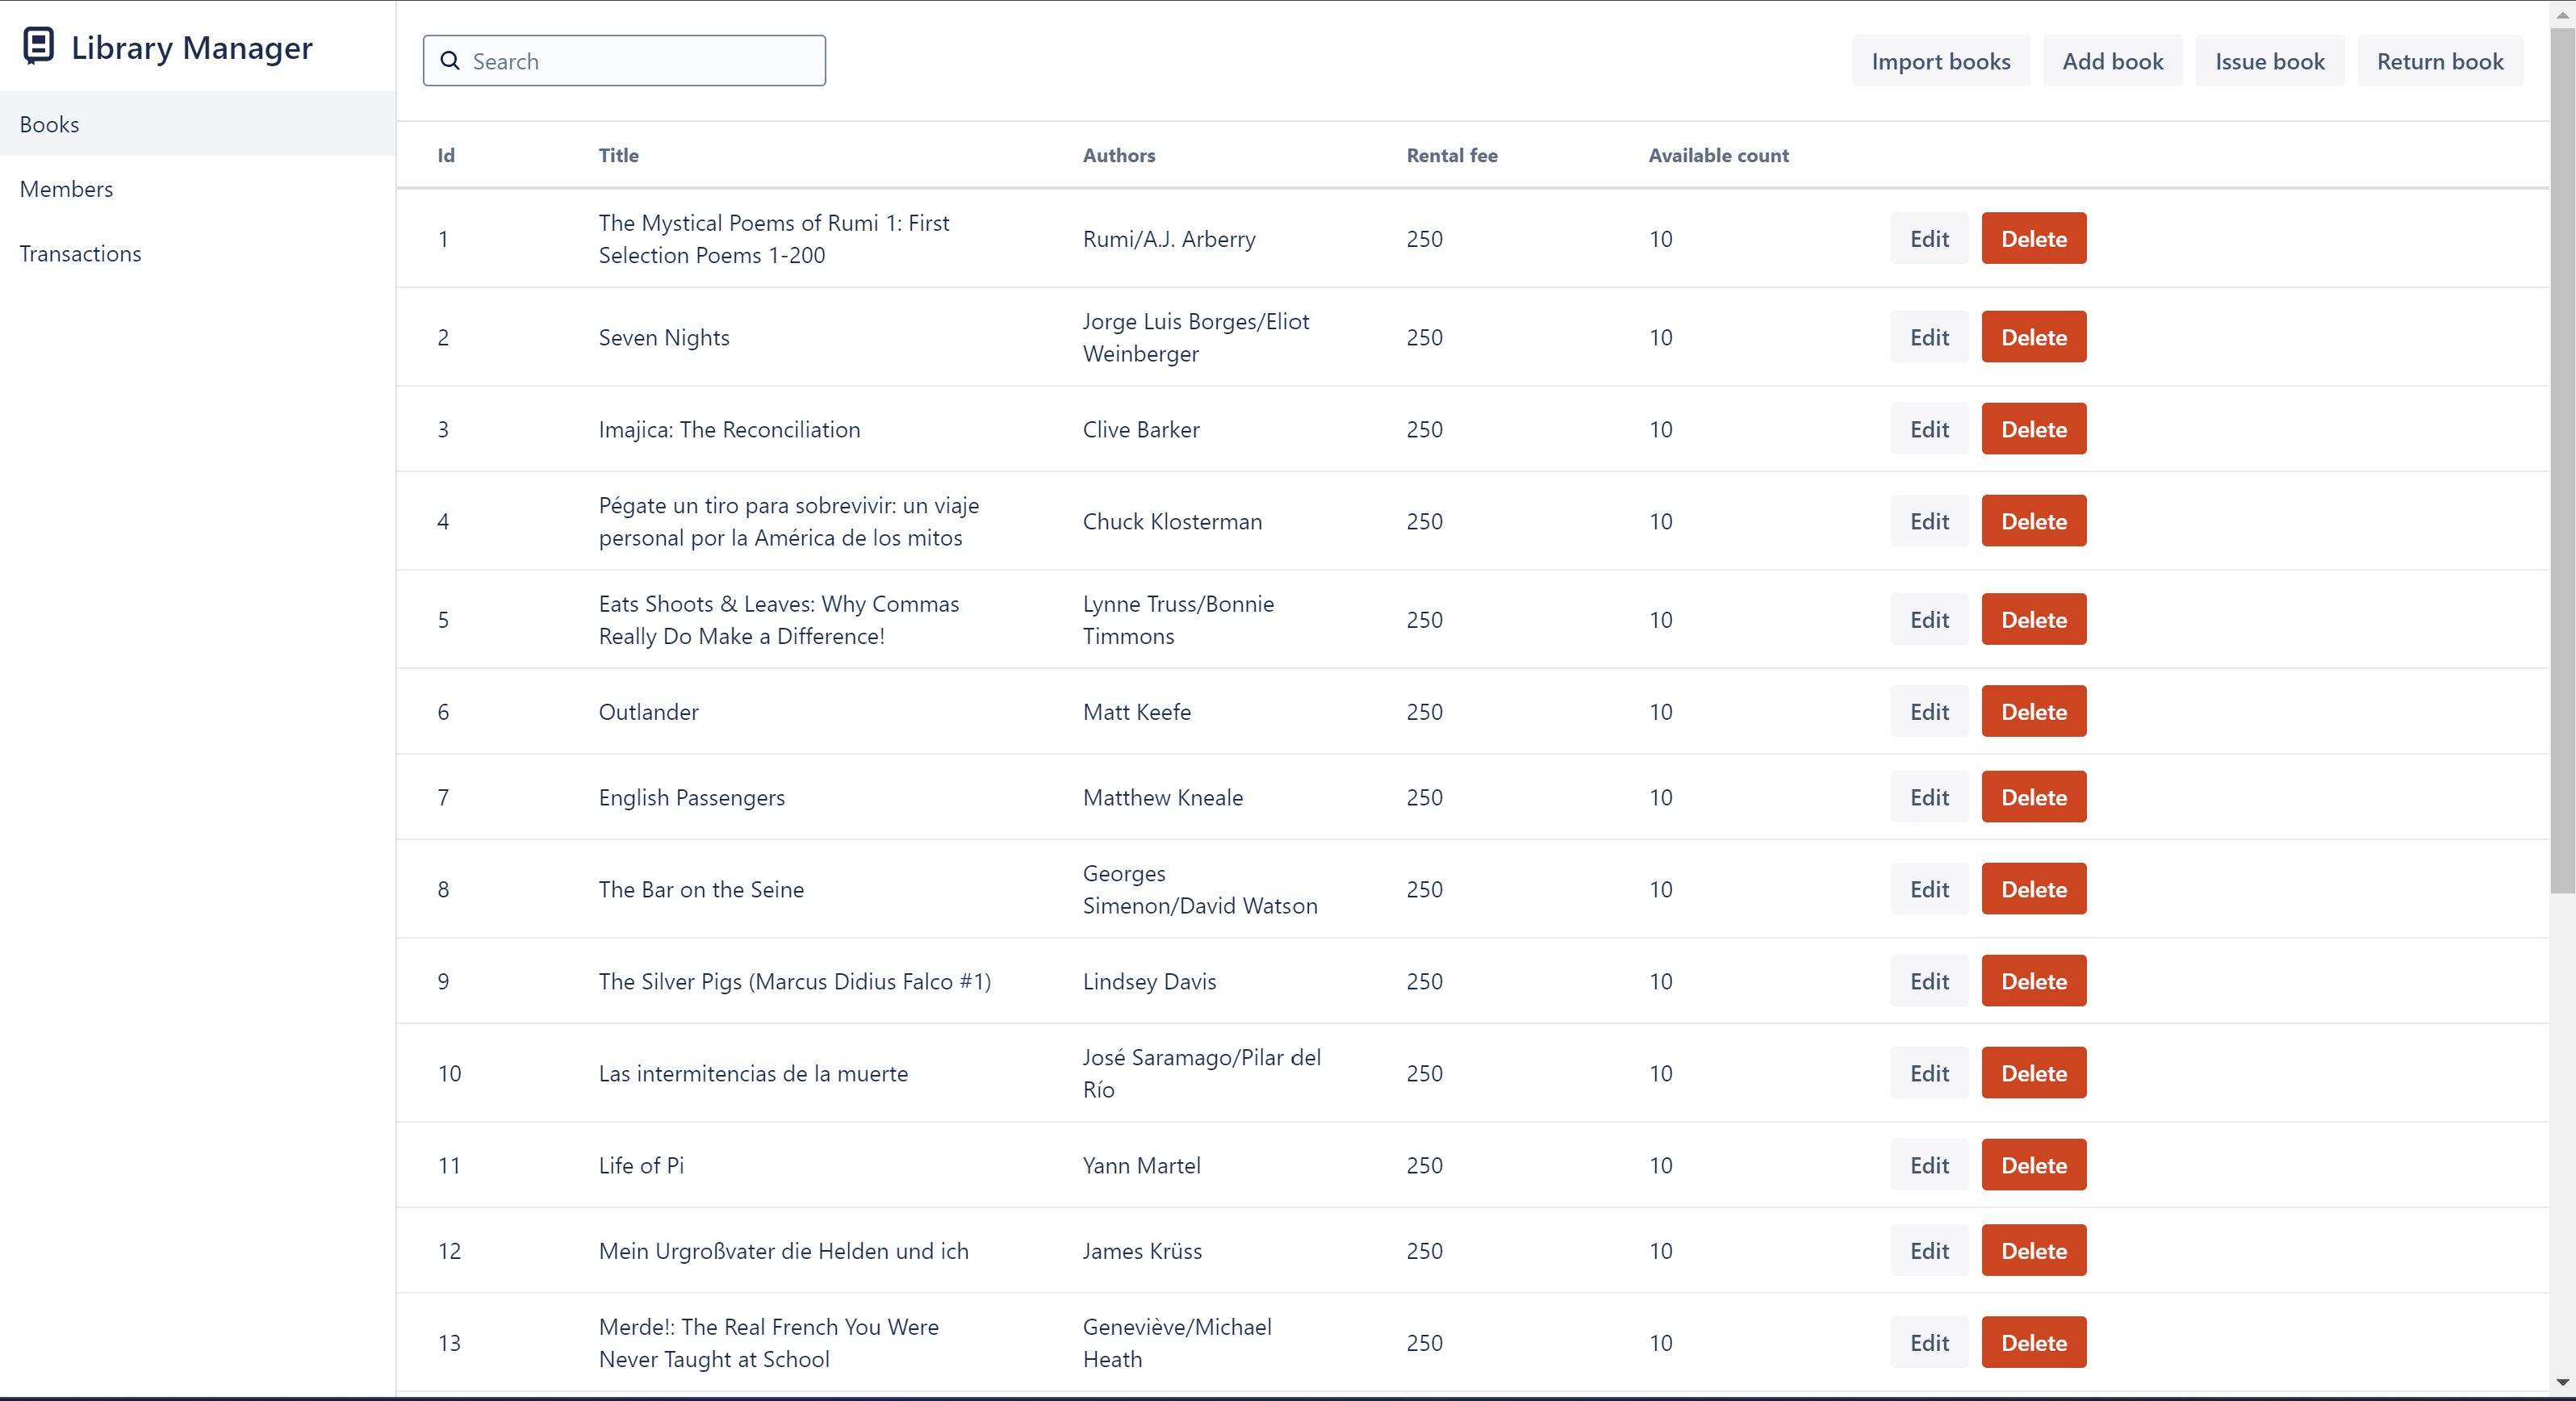 Library Manager
Books
Members
Transactions
Search
Import books Add book Issue book Return book
Id Title Authors Rental fee Available count
1 The Mystical Poems of Rumi 1: First Selection Poems 1-200 Rumi/A.J. Arberry 250 10 Edit Delete
2 Seven Nights Jorge Luis Borges/Eliot Weinberger 250 10 Edit Delete
3 Imajica: The Reconciliation Clive Barker 250 10 Edit Delete
4 Pégate un tiro para sobrevivir: un viaje personal por la América de los mitos Chuck Klosterman 250 10 Edit Delete
5 Eats Shoots & Leaves: Why Commas Really Do Make a Difference! Lynne Truss/Bonnie Timmons 250 10 Edit Delete
6 Outlander Matt Keefe 250 10 Edit Delete
7 English Passengers Matthew Kneale 250 10 Edit Delete
8 The Bar on the Seine Georges Simenon/David Watson 250 10 Edit Delete
9 The Silver Pigs (Marcus Didius Falco #1) Lindsey Davis 250 10 Edit Delete
10 Las intermitencias de la muerte José Saramago/Pilar del Río 250 10 Edit Delete
11 Life of Pi Yann Martel 250 10 Edit Delete
12 Mein Urgroßvater die Helden und ich James Krüss 250 10 Edit Delete
13 Merde!: The Real French You Were Never Taught at School Geneviève/Michael Heath 250 10 Edit Delete